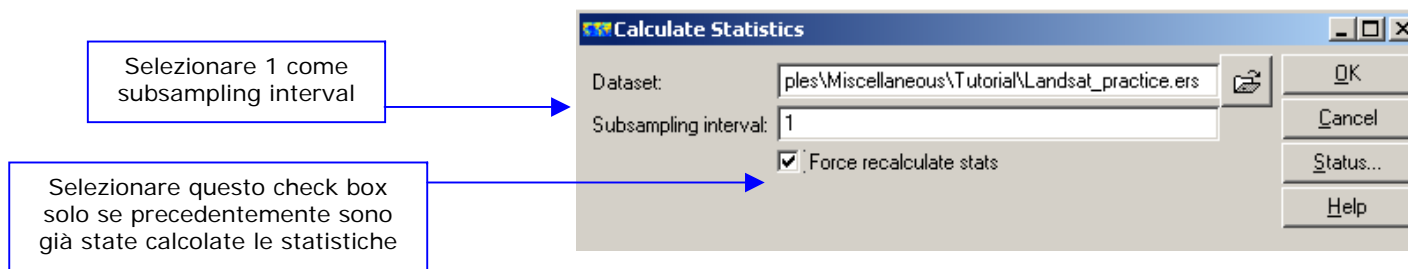 Calculate Statistics
Selezionare 1 come
subsampling interval
Dataset: ples\Miscellaneous\Tutorial\Landsat_practice.ers
OK
Subsampling interval: 1
Cancel
Force recalculate stats
Status...
Help
Selezionare questo check box
solo se precedentemente sono
già state calcolate le statistiche